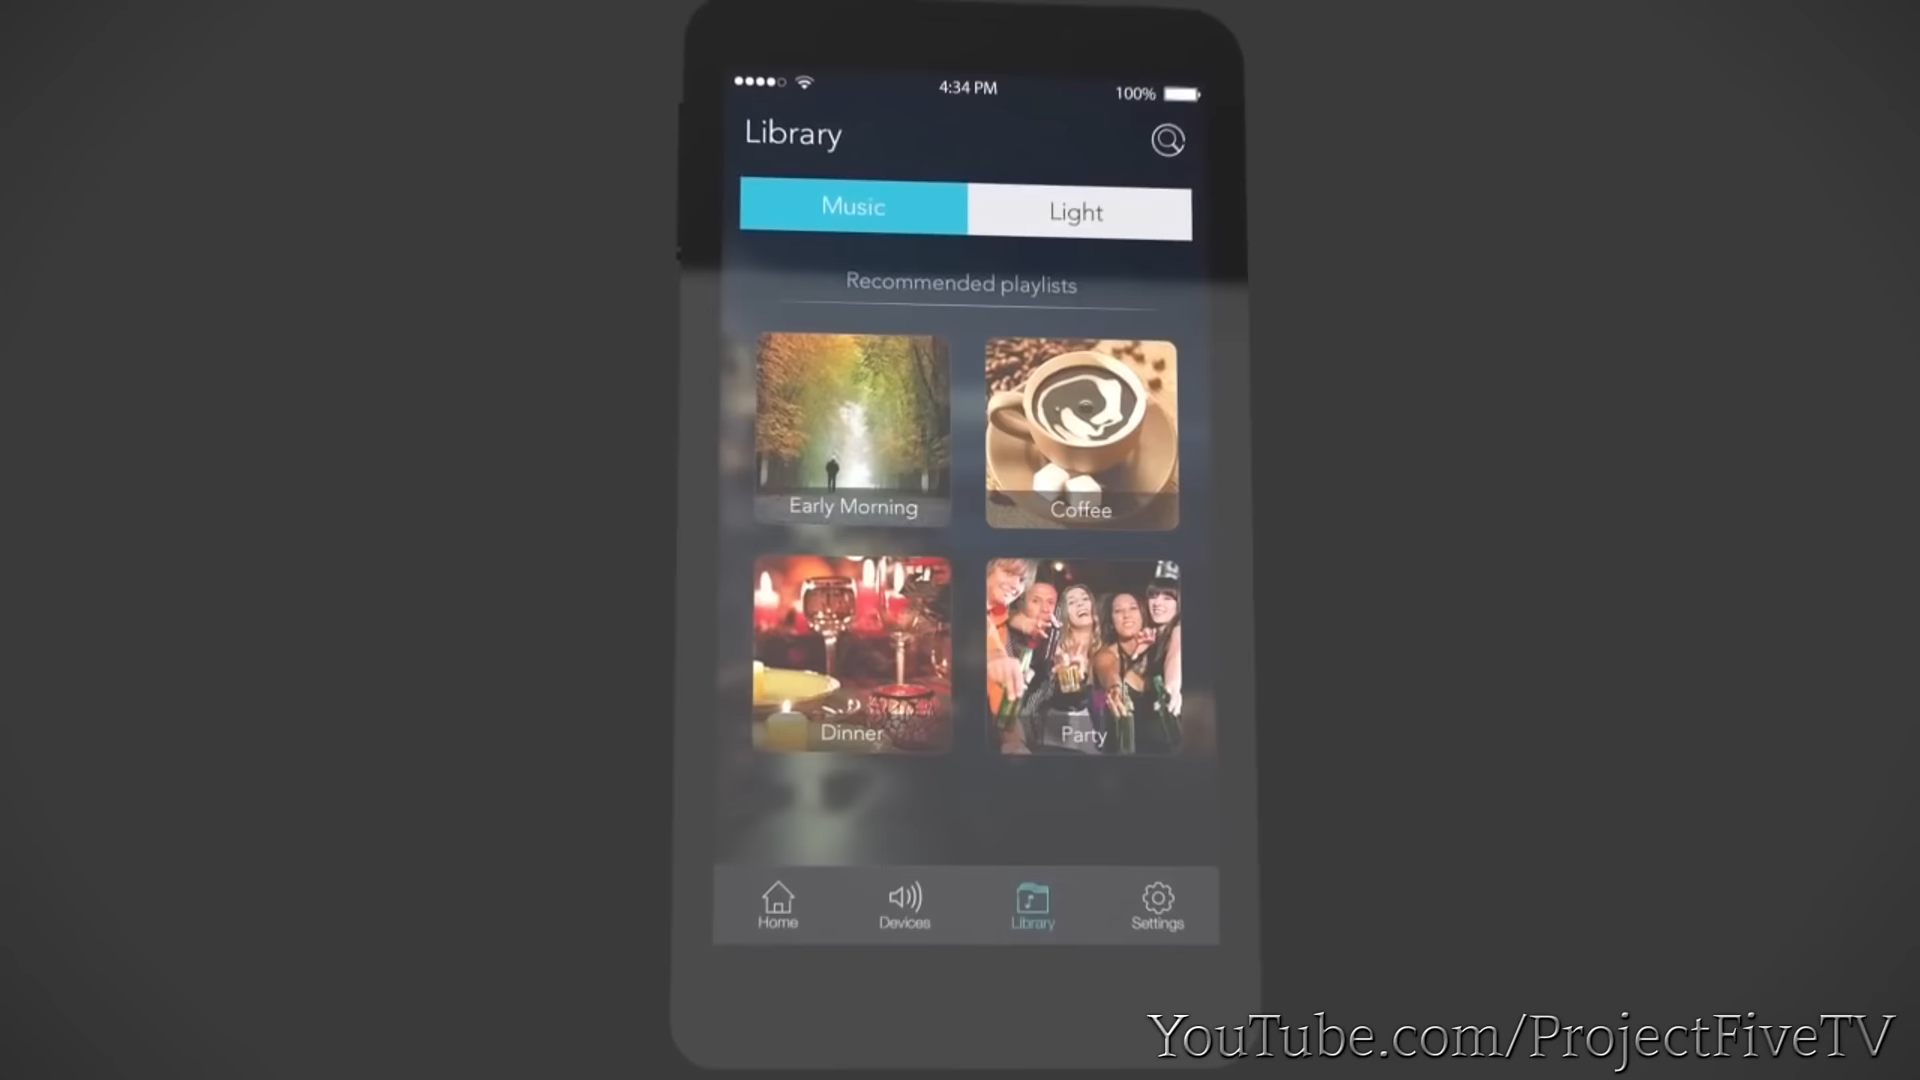 4:34 PM
100%
Library
Music
Light
Recommended playlists
Early Morning
Coffee
Dinner
Party
Home
Devices
Library
Settings
YouTube.com/ProjectFiveTV